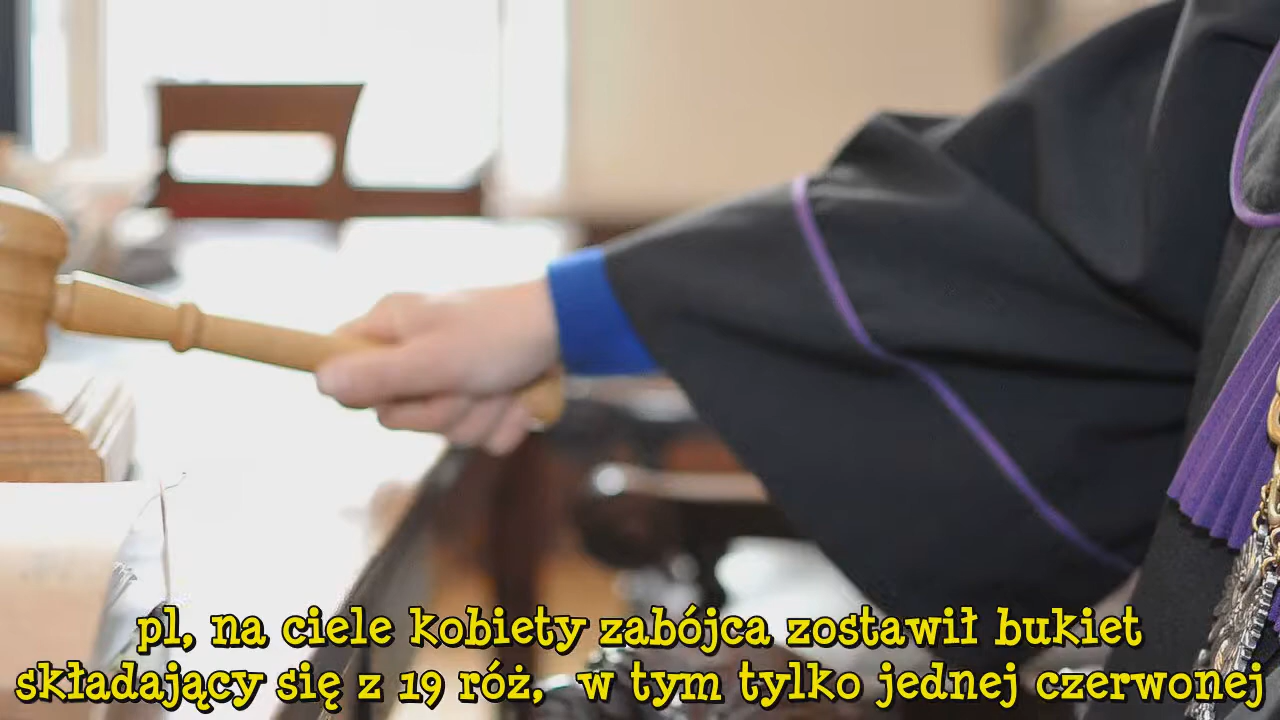 pl, na ciele kobiety zabójca zostawił bukiet
składający się z 19 róż, w tym tylko jednej czerwonej